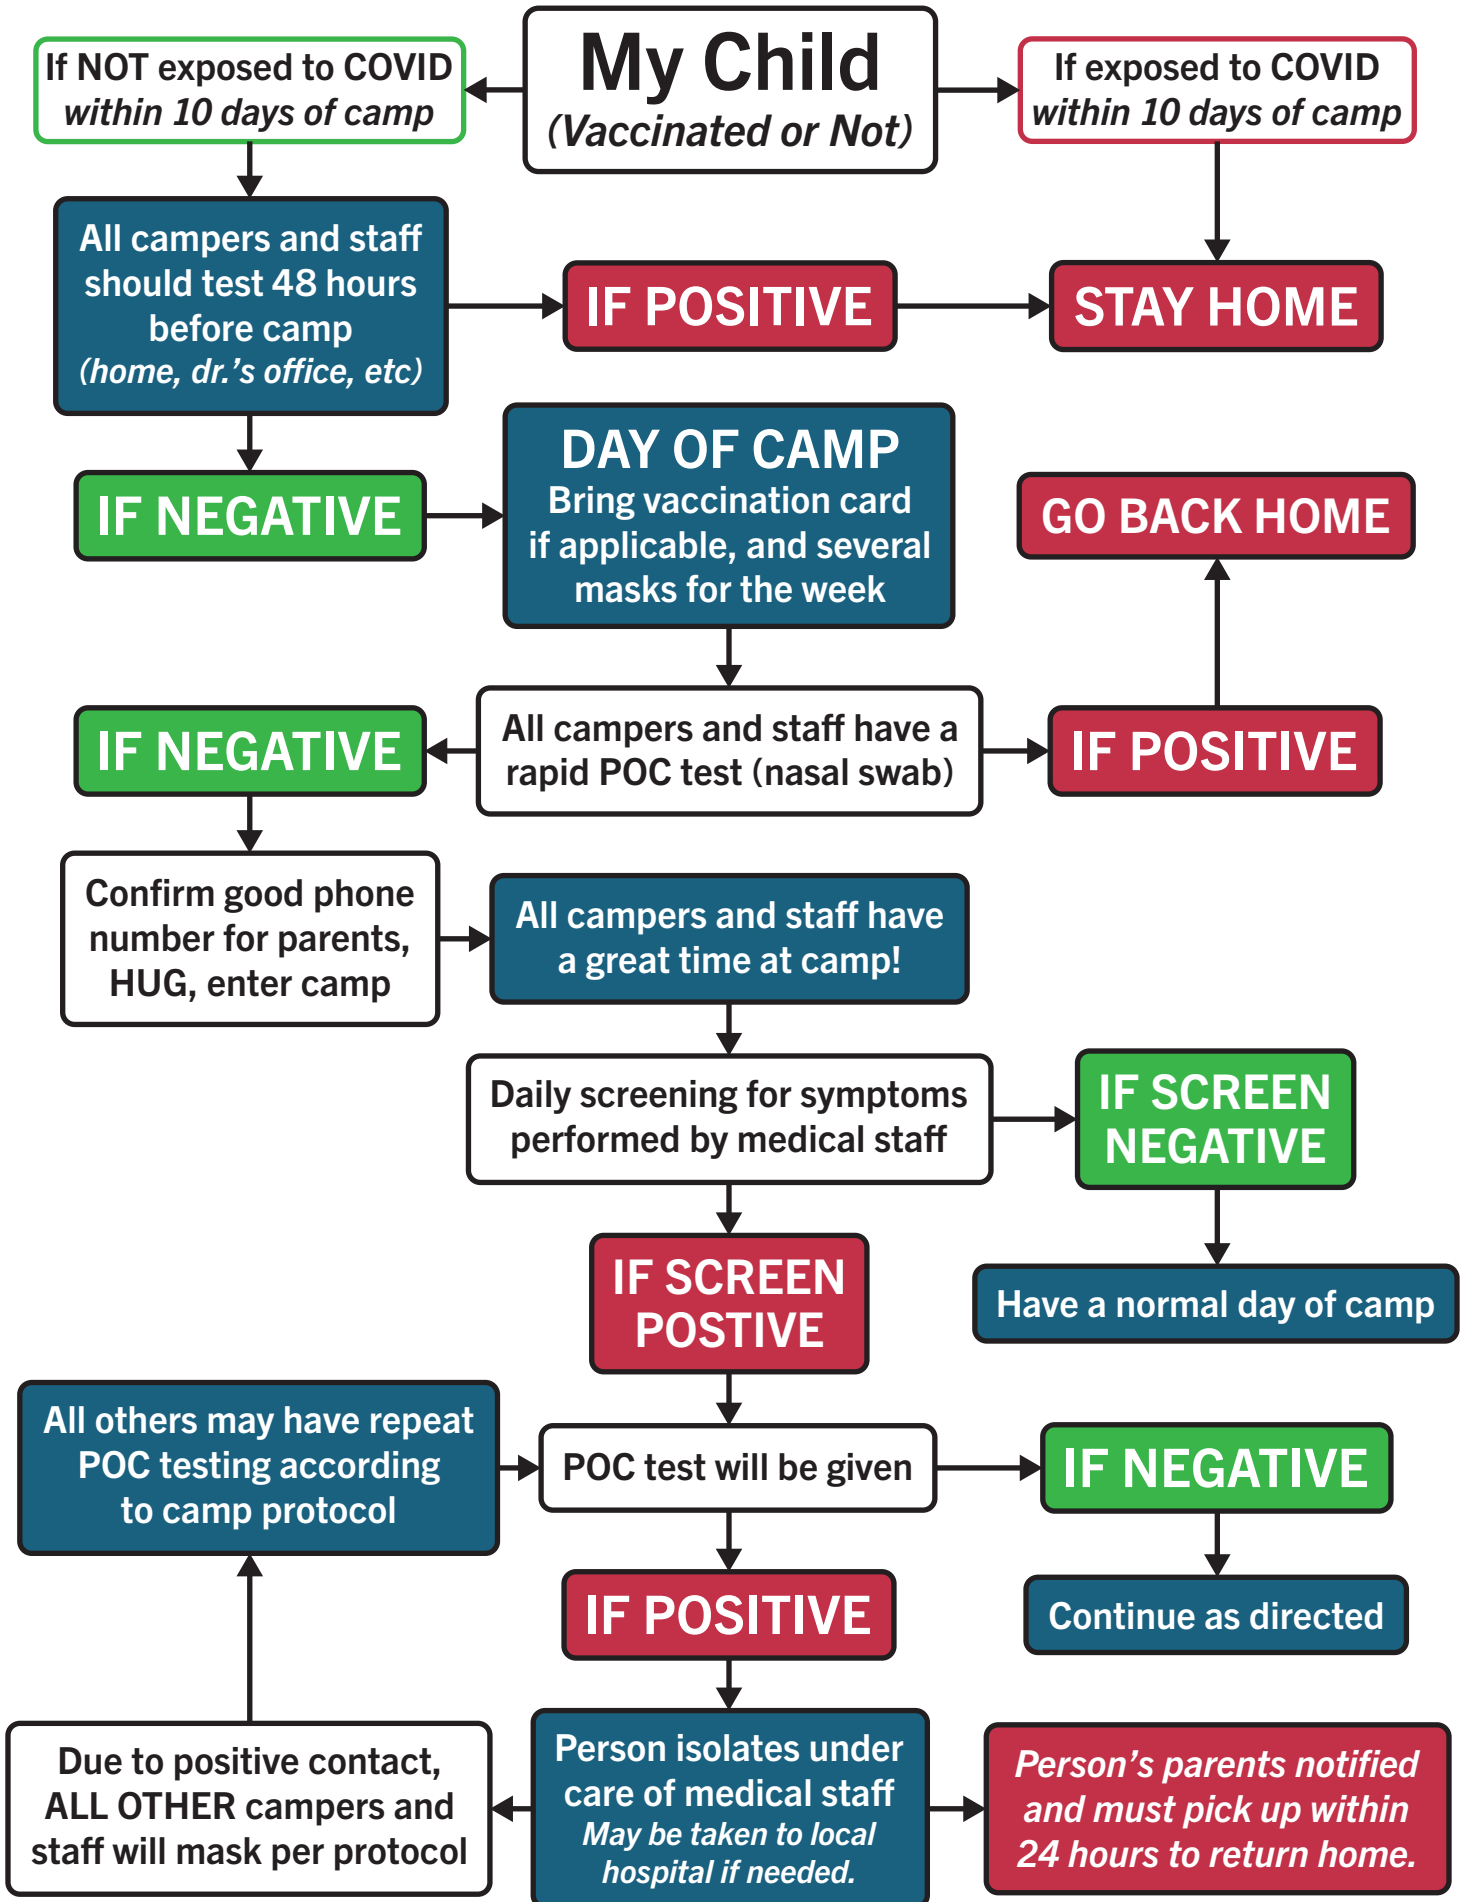 My Child
(Vaccinated or Not)
If NOT exposed to COVID
within 10 days of camp
If exposed to COVID
within 10 days of camp
All campers and staff
should test 48 hours
before camp
(home, dr.'s office, etc)
IF POSITIVE
STAY HOME
IF NEGATIVE
DAY OF CAMP
Bring vaccination card
if applicable, and several
masks for the week
GO BACK HOME
All campers and staff have a
rapid POC test (nasal swab)
IF NEGATIVE
IF POSITIVE
Confirm good phone
number for parents,
HUG, enter camp
All campers and staff have
a great time at camp!
Daily screening for symptoms
performed by medical staff
IF SCREEN
NEGATIVE
Have a normal day of camp
IF SCREEN
POSTIVE
All others may have repeat
POC testing according
to camp protocol
POC test will be given
IF NEGATIVE
Continue as directed
IF POSITIVE
Person isolates under
care of medical staff
May be taken to local
hospital if needed.
Due to positive contact,
ALL OTHER campers and
staff will mask per protocol
Person's parents notified
and must pick up within
24 hours to return home.